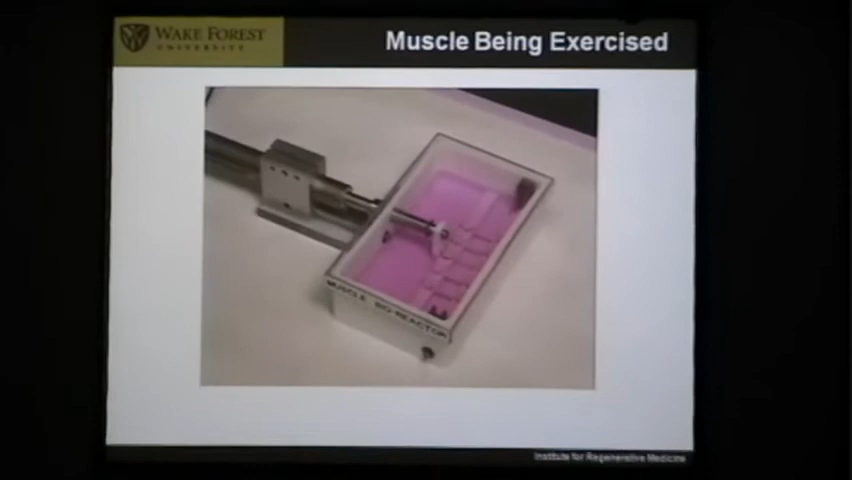 WAKE FOREST
UNIVERSITY
Muscle Being Exercised
MUSCLE BIO-REACTOR
Institute for Regenerative Medicine